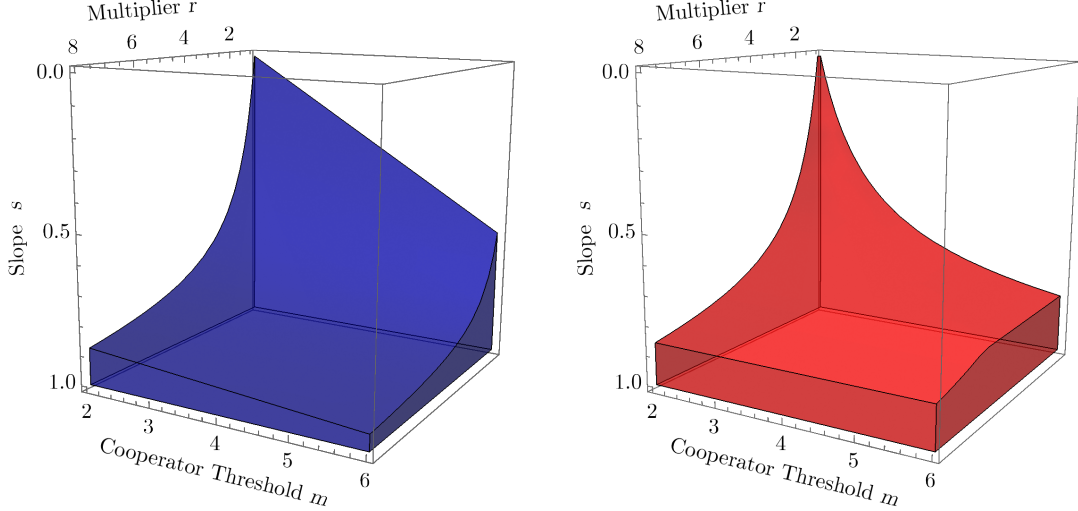 Multiplier r
8 6 4 2
0.0
0.5
1.0
Slope s
2 3 4 5 6
Cooperator Threshold m
Multiplier r
8 6 4 2
0.0
0.5
1.0
Slope s
2 3 4 5 6
Cooperator Threshold m